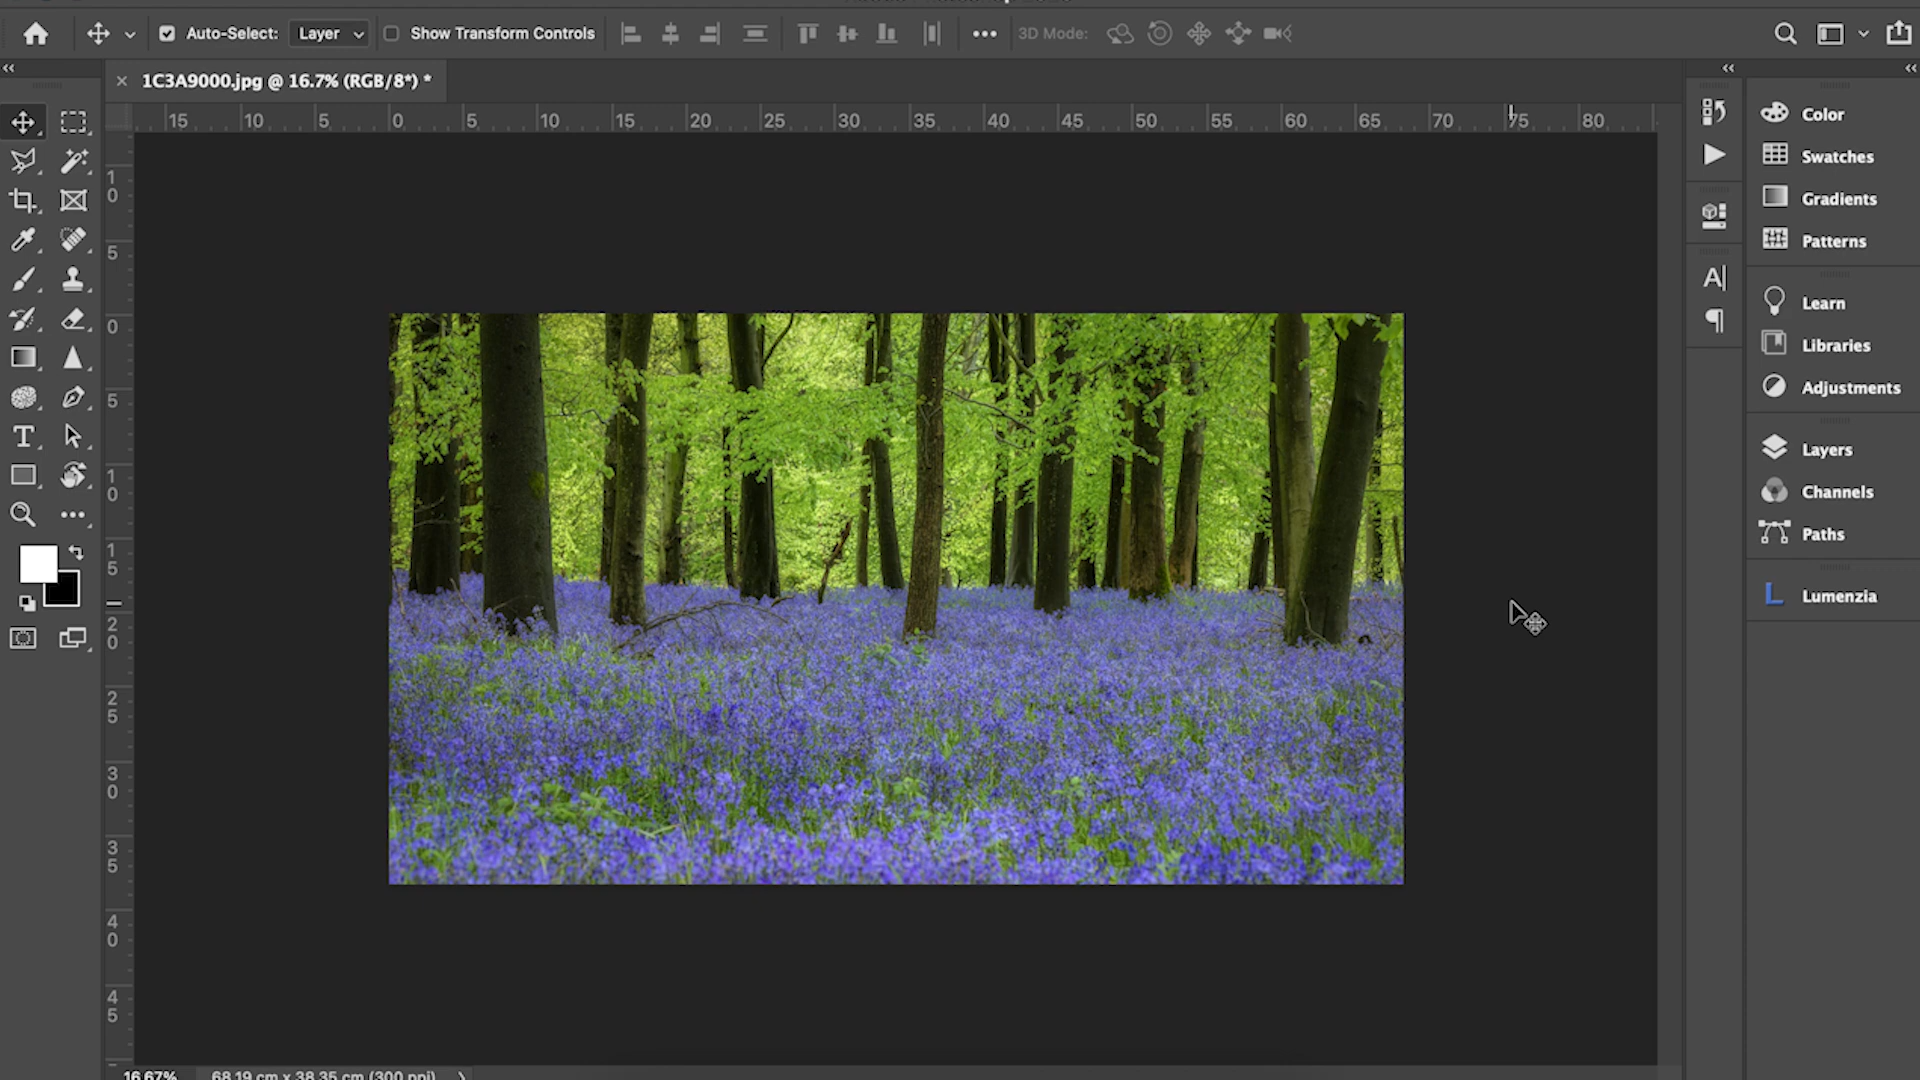 Auto-Select: Layer Show Transform Controls 3D Mode:
1C3A9000.jpg @ 16.7% (RGB/8*) *
15 10 5 0 5 10 15 20 25 30 35 40 45 50 55 60 65 70 75 80
10
5
0
5
10
15
20
25
30
35
40
45
T
A
¶
Color
Swatches
Gradients
Patterns
Learn
Libraries
Adjustments
Layers
Channels
Paths
L Lumenzia
16.67% 68.19 cm x 38.35 cm (300 ppi)